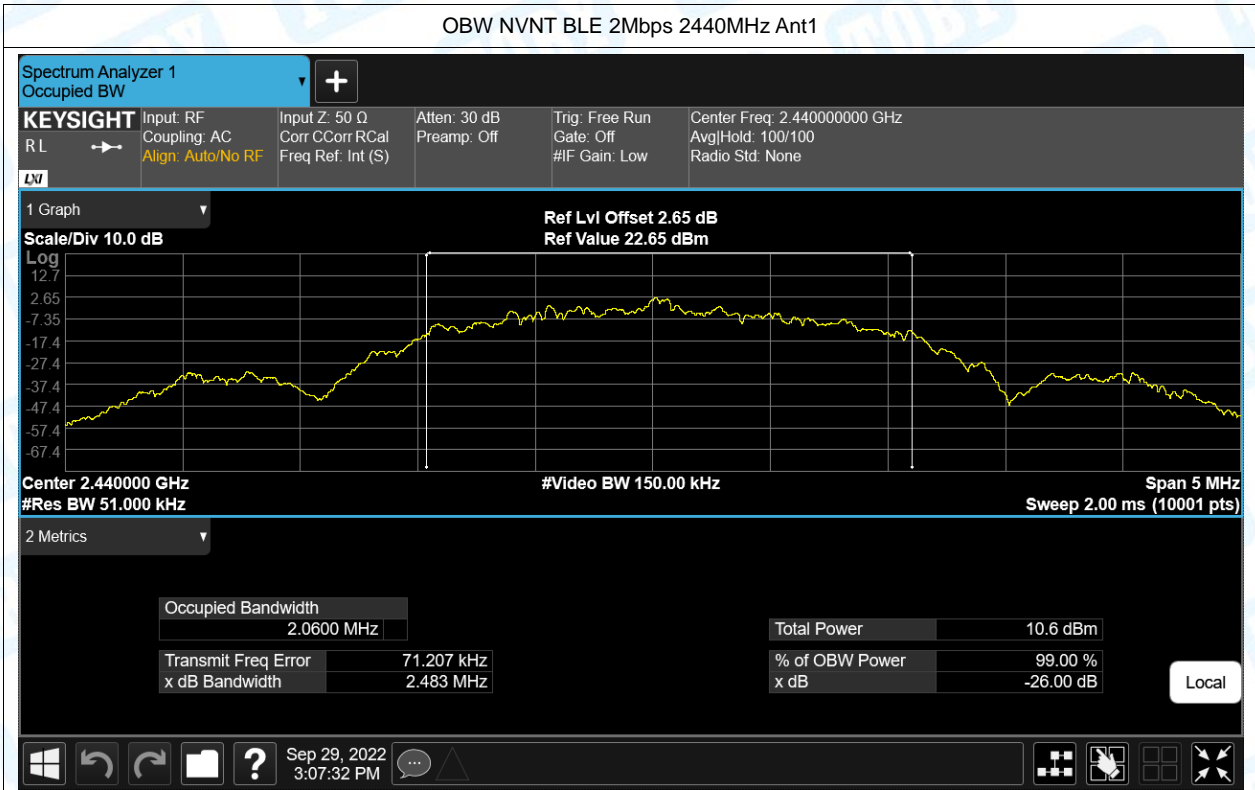 OBW NVNT BLE 2Mbps 2440MHz Ant1
Spectrum Analyzer 1
Occupied BW
KEYSIGHT
R L
LXI
Input: RF
Coupling: AC
Align: Auto/No RF
Input Z: 50 Ω
Corr CCorr RCal
Freq Ref: Int (S)
Atten: 30 dB
Preamp: Off
Trig: Free Run
Gate: Off
#IF Gain: Low
Center Freq: 2.440000000 GHz
Avg|Hold: 100/100
Radio Std: None
1 Graph
Scale/Div 10.0 dB
Ref Lvl Offset 2.65 dB
Ref Value 22.65 dBm
Log
12.7
2.65
-7.35
-17.4
-27.4
-37.4
-47.4
-57.4
-67.4
Center 2.440000 GHz
#Res BW 51.000 kHz
#Video BW 150.00 kHz
Span 5 MHz
Sweep 2.00 ms (10001 pts)
2 Metrics
Occupied Bandwidth
2.0600 MHz
Transmit Freq Error 71.207 kHz
x dB Bandwidth 2.483 MHz
Total Power 10.6 dBm
% of OBW Power 99.00 %
x dB -26.00 dB
Local
Sep 29, 2022
3:07:32 PM